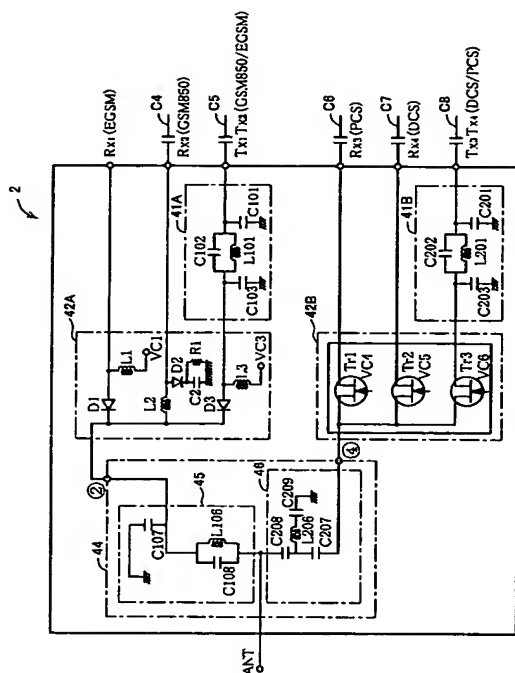 2
Rx1 (EGSM)
C4
Rx2 (GSM850)
C5
Tx1 Tx2 (GSM850/EGSM)
C6
Rx3 (PCS)
C7
Rx4 (DCS)
C8
Tx3 Tx4 (DCS/PCS)
41A
C102
C101
L101
C103
41B
C202
C201
L201
C203
42A
D1
L1
VC1
D2
R1
L2
C2
D3
L3
VC3
42B
Tr1
VC4
Tr2
VC5
Tr3
VC6
②
④
44
45
C107
L108
C108
46
C209
C208
L206
C207
ANT